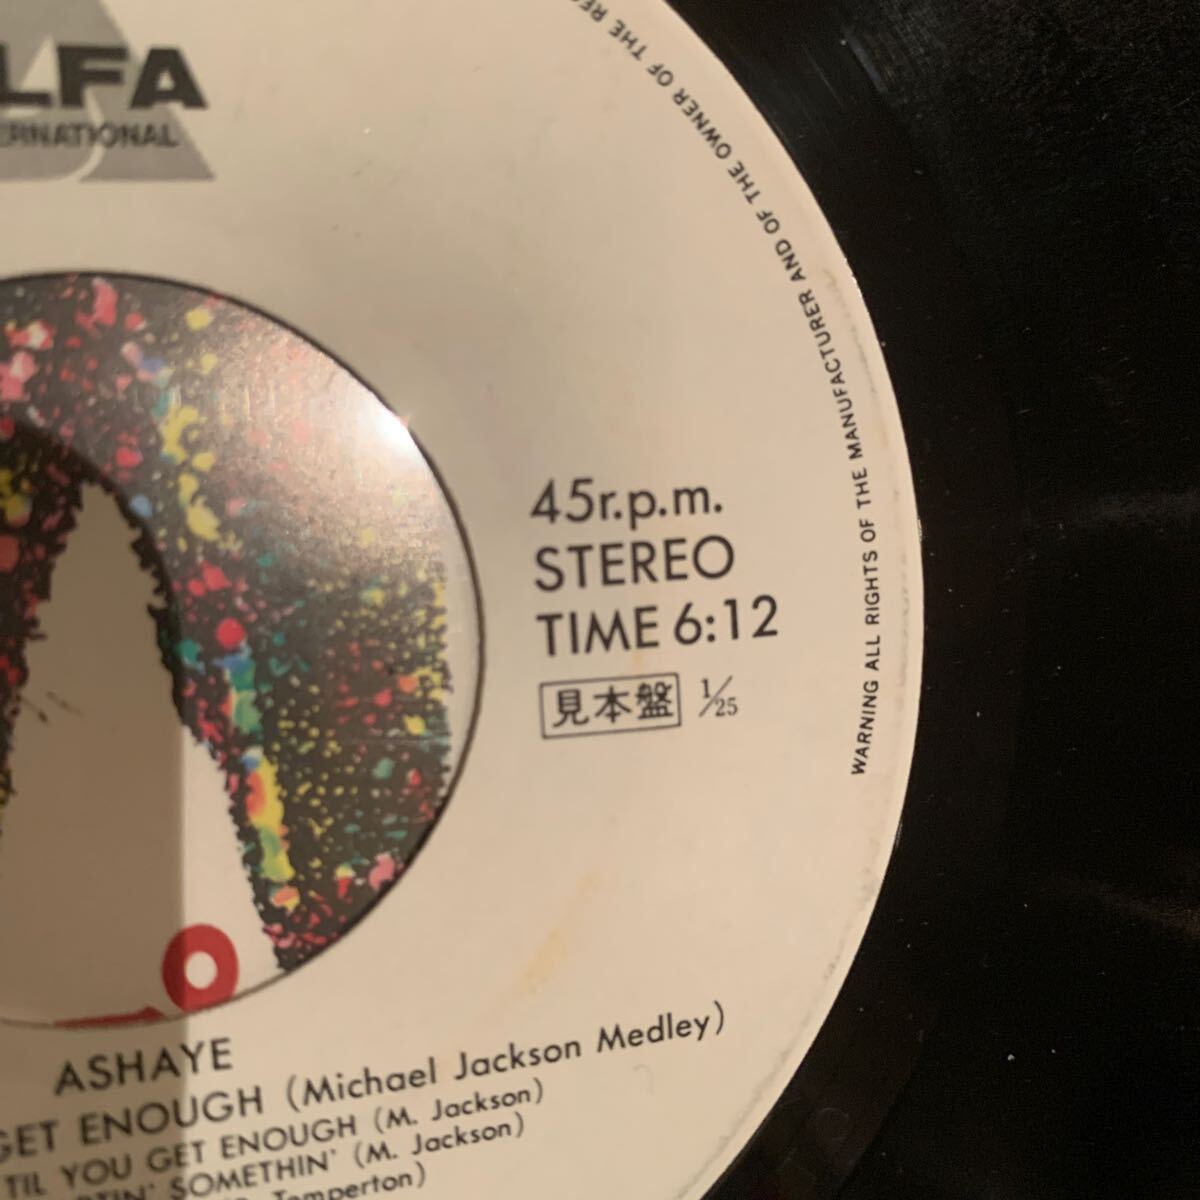 LFA
ERNATIONAL
WARNING ALL RIGHTS OF THE MANUFACTURER AND OF THE OWNER OF THE RE
45r.p.m.
STEREO
TIME 6:12
見本盤 1/25
ASHAYE
GET ENOUGH (Michael Jackson Medley)
TIL YOU GET ENOUGH (M. Jackson)
TIN' SOMETHIN' (M. Jackson)
Temperton)